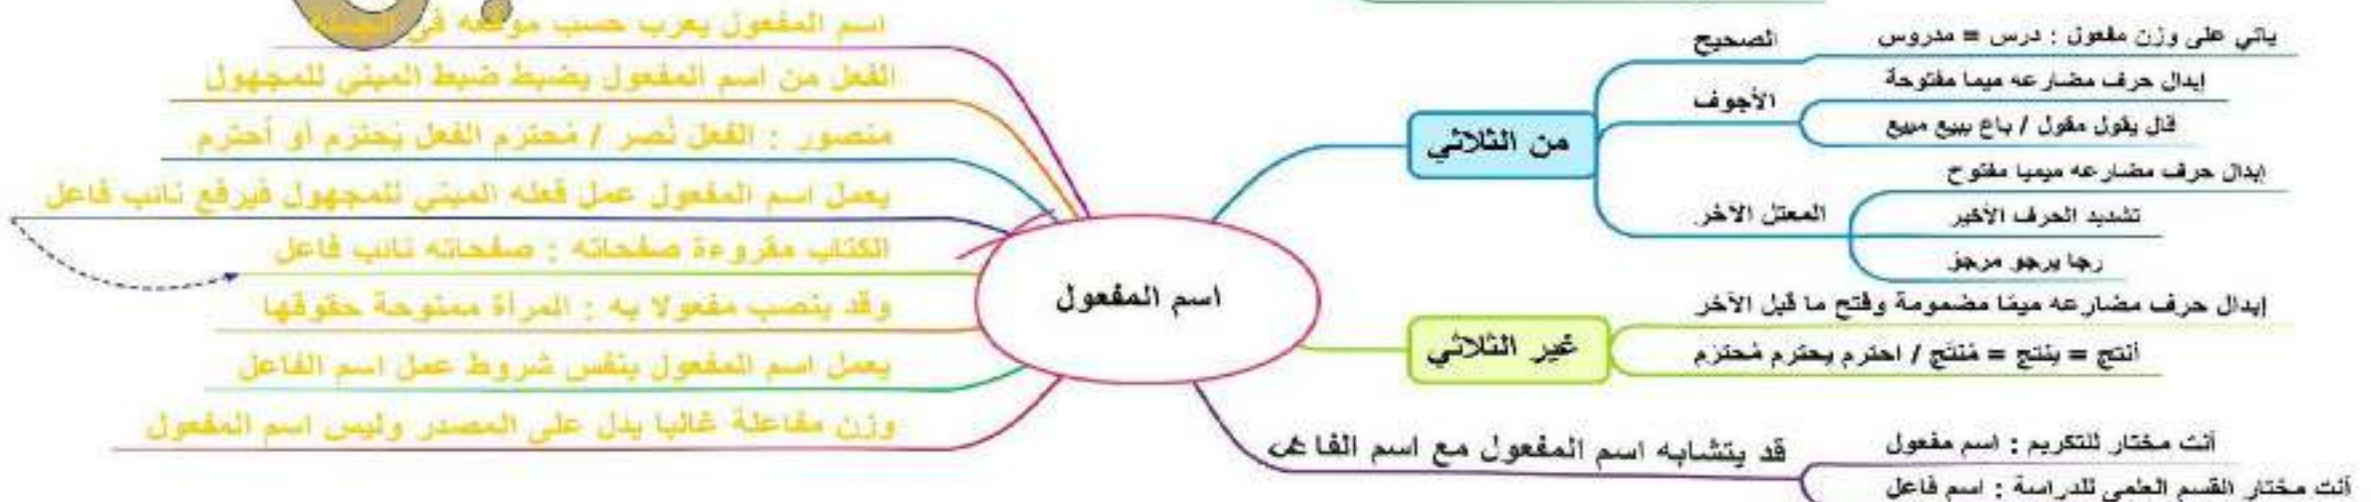 اسم المفعول
من الثلاثي
الصحيح
ياتي على وزن مفعول : درس = مدروس
الأجوف
إبدال حرف مضارعه ميما مفتوحة
قال يقول مقول / باع يبيع مبيع
المعتل الآخر
إبدال حرف مضارعه ميميا مفتوح
تشديد الحرف الأخير
رجا يرجو مرجو
غير الثلاثي
إبدال حرف مضارعه ميمًا مضمومة وفتح ما قبل الآخر
أنتج = ينتج = مُنتَج / احترم يحترم مُحترَم
قد يتشابه اسم المفعول مع اسم الفاعل
أنت مختار للتكريم : اسم مفعول
أنت مختار القسم العلمي للدراسة : اسم فاعل
اسم المفعول يعرب حسب موقعه في الجملة
الفعل من اسم المفعول يضبط ضبط المبني للمجهول
منصور : الفعل نُصر / مُحترم الفعل يُحترم أو أُحترم
يعمل اسم المفعول عمل فعله المبني للمجهول فيرفع نائب فاعل
الكتاب مقروءة صفحاته : صفحاته نائب فاعل
وقد ينصب مفعولا به : المرأة ممنوحة حقوقها
يعمل اسم المفعول بنفس شروط عمل اسم الفاعل
وزن مفاعلة غالبا يدل على المصدر وليس اسم المفعول